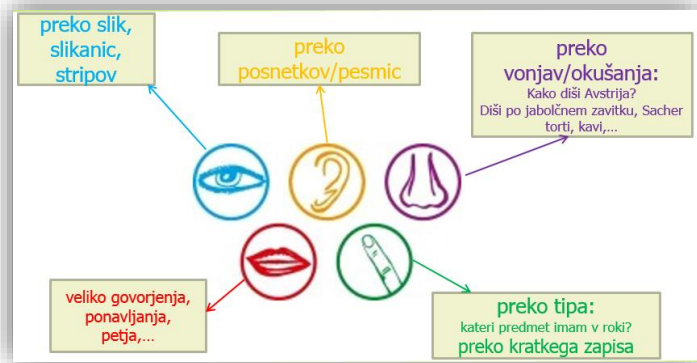 preko slik,
slikanic,
stripov
preko
posnetkov/pesmic
preko
vonjav/okušanja:
Kako diši Avstrija?
Diši po jabolčnem zavitku, Sacher
torti, kavi,...
veliko govorjenja,
ponavljanja,
petja,...
preko tipa:
kateri predmet imam v roki?
preko kratkega zapisa